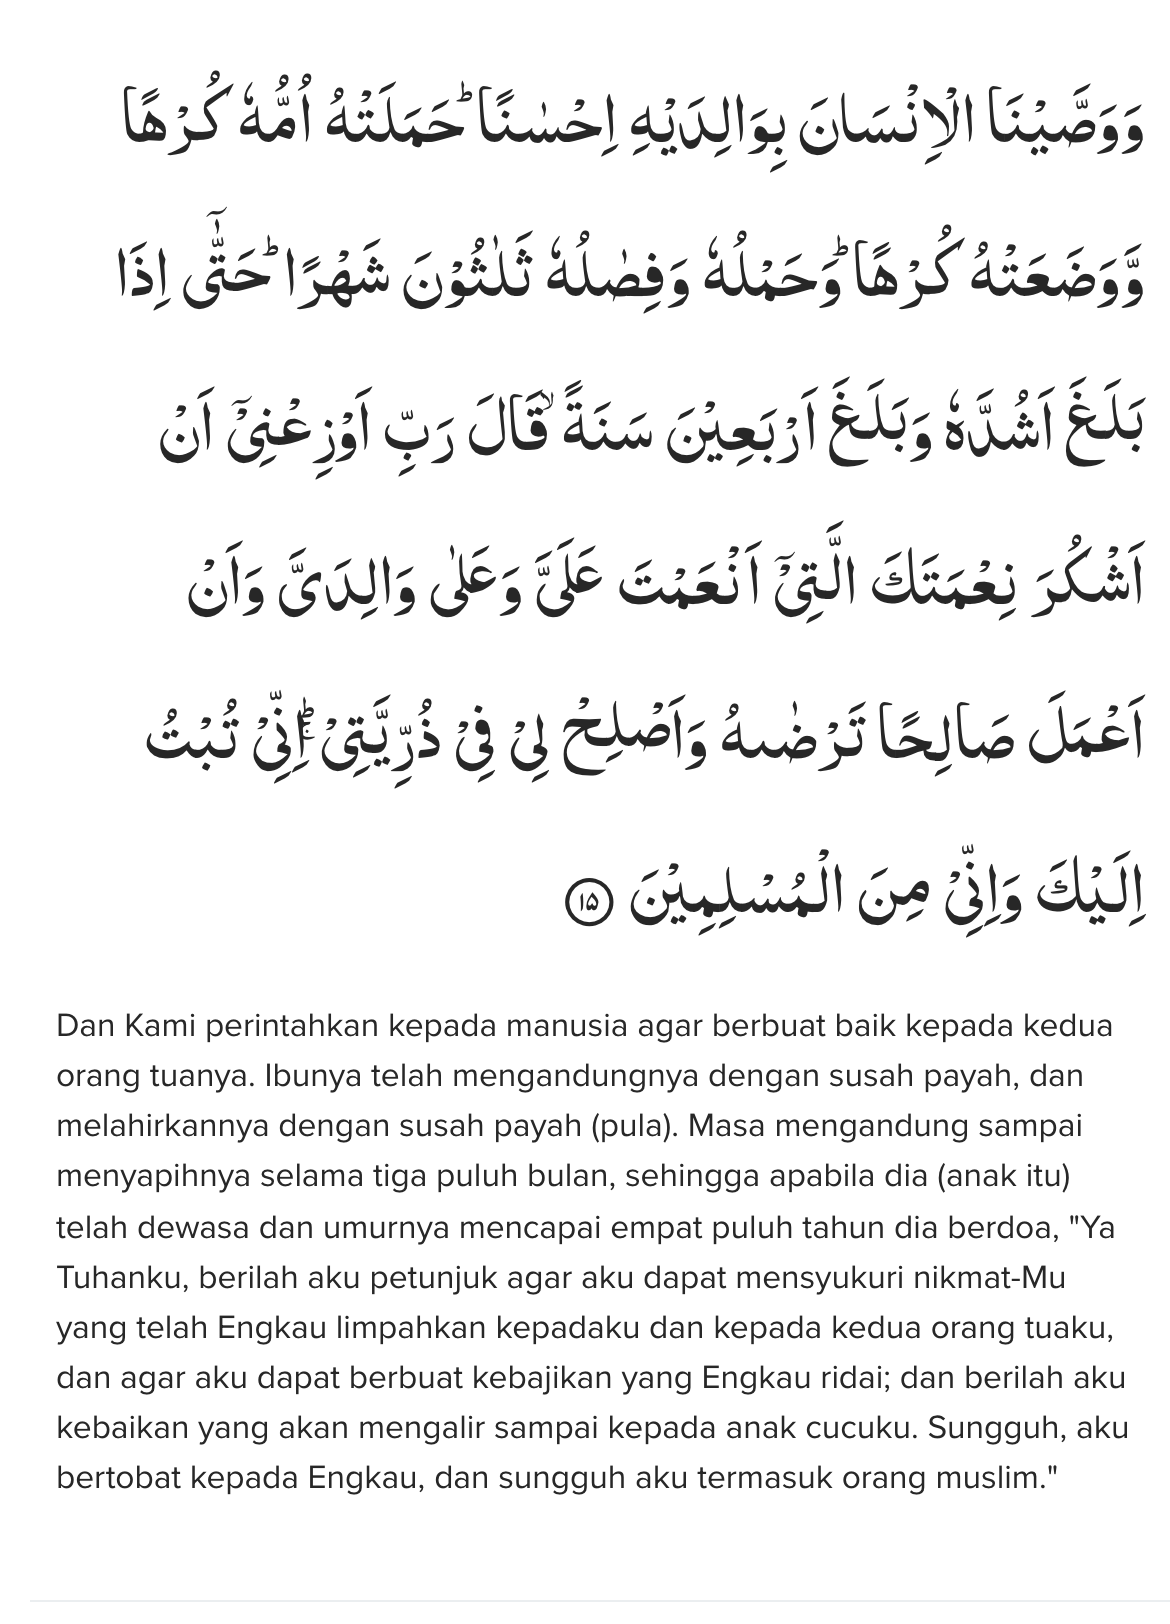 وَوَصَّيْنَا الْاِنْسَانَ بِوَالِدَيْهِ اِحْسٰنًا ۗحَمَلَتْهُ اُمُّهٗ كُرْهًا
وَّوَضَعَتْهُ كُرْهًا ۗوَحَمْلُهٗ وَفِصٰلُهٗ ثَلٰثُوْنَ شَهْرًا ۗحَتّٰٓى اِذَا
بَلَغَ اَشُدَّهٗ وَبَلَغَ اَرْبَعِيْنَ سَنَةًۙ قَالَ رَبِّ اَوْزِعْنِيْٓ اَنْ
اَشْكُرَ نِعْمَتَكَ الَّتِيْٓ اَنْعَمْتَ عَلَيَّ وَعَلٰى وَالِدَيَّ وَاَنْ
اَعْمَلَ صَالِحًا تَرْضٰىهُ وَاَصْلِحْ لِيْ فِيْ ذُرِّيَّتِيْۗ اِنِّيْ تُبْتُ
اِلَيْكَ وَاِنِّيْ مِنَ الْمُسْلِمِيْنَ ۝١٥
Dan Kami perintahkan kepada manusia agar berbuat baik kepada kedua
orang tuanya. Ibunya telah mengandungnya dengan susah payah, dan
melahirkannya dengan susah payah (pula). Masa mengandung sampai
menyapihnya selama tiga puluh bulan, sehingga apabila dia (anak itu)
telah dewasa dan umurnya mencapai empat puluh tahun dia berdoa, "Ya
Tuhanku, berilah aku petunjuk agar aku dapat mensyukuri nikmat-Mu
yang telah Engkau limpahkan kepadaku dan kepada kedua orang tuaku,
dan agar aku dapat berbuat kebajikan yang Engkau ridai; dan berilah aku
kebaikan yang akan mengalir sampai kepada anak cucuku. Sungguh, aku
bertobat kepada Engkau, dan sungguh aku termasuk orang muslim."